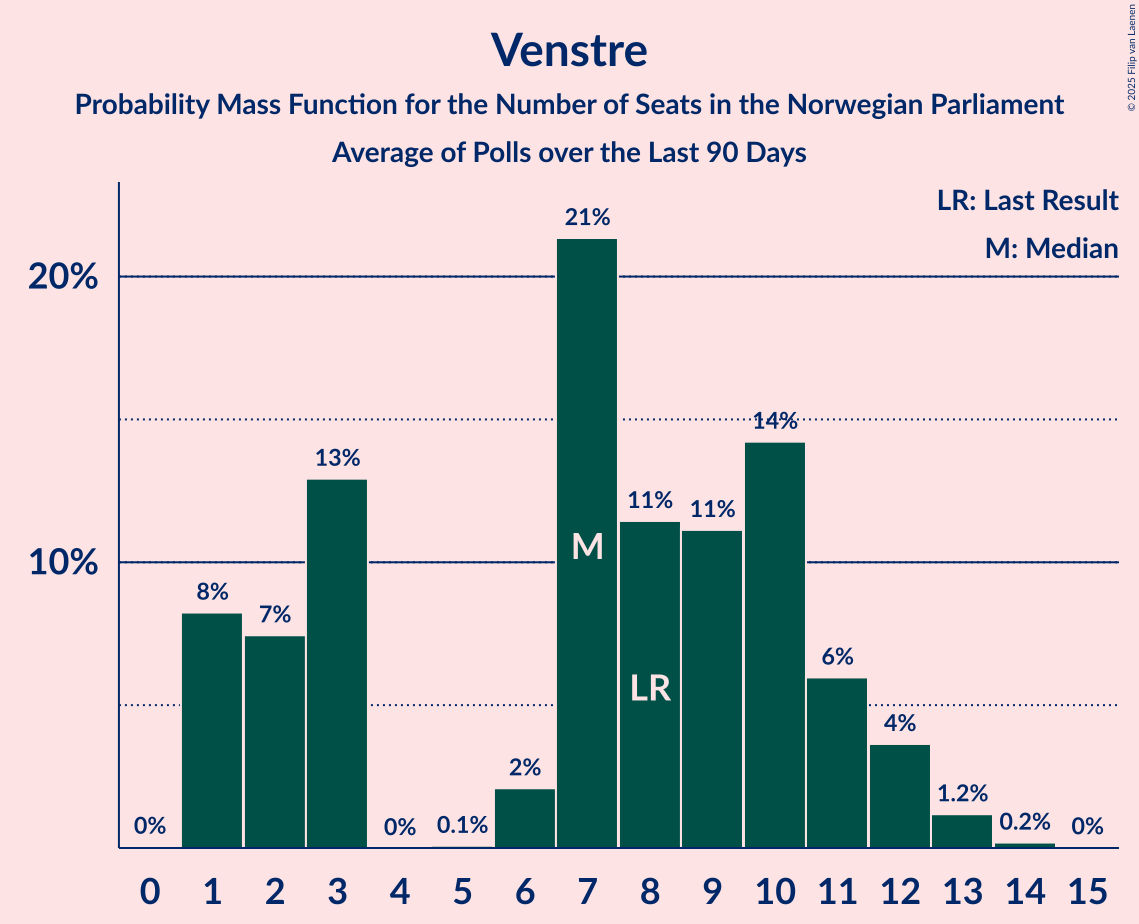 Venstre
Probability Mass Function for the Number of Seats in the Norwegian Parliament
Average of Polls over the Last 90 Days
© 2025 Filip van Laenen
LR: Last Result
M: Median
20%
10%
0%
8%
7%
13%
0%
0.1%
2%
21%
11%
11%
14%
6%
4%
1.2%
0.2%
0%
M
LR
0 1 2 3 4 5 6 7 8 9 10 11 12 13 14 15